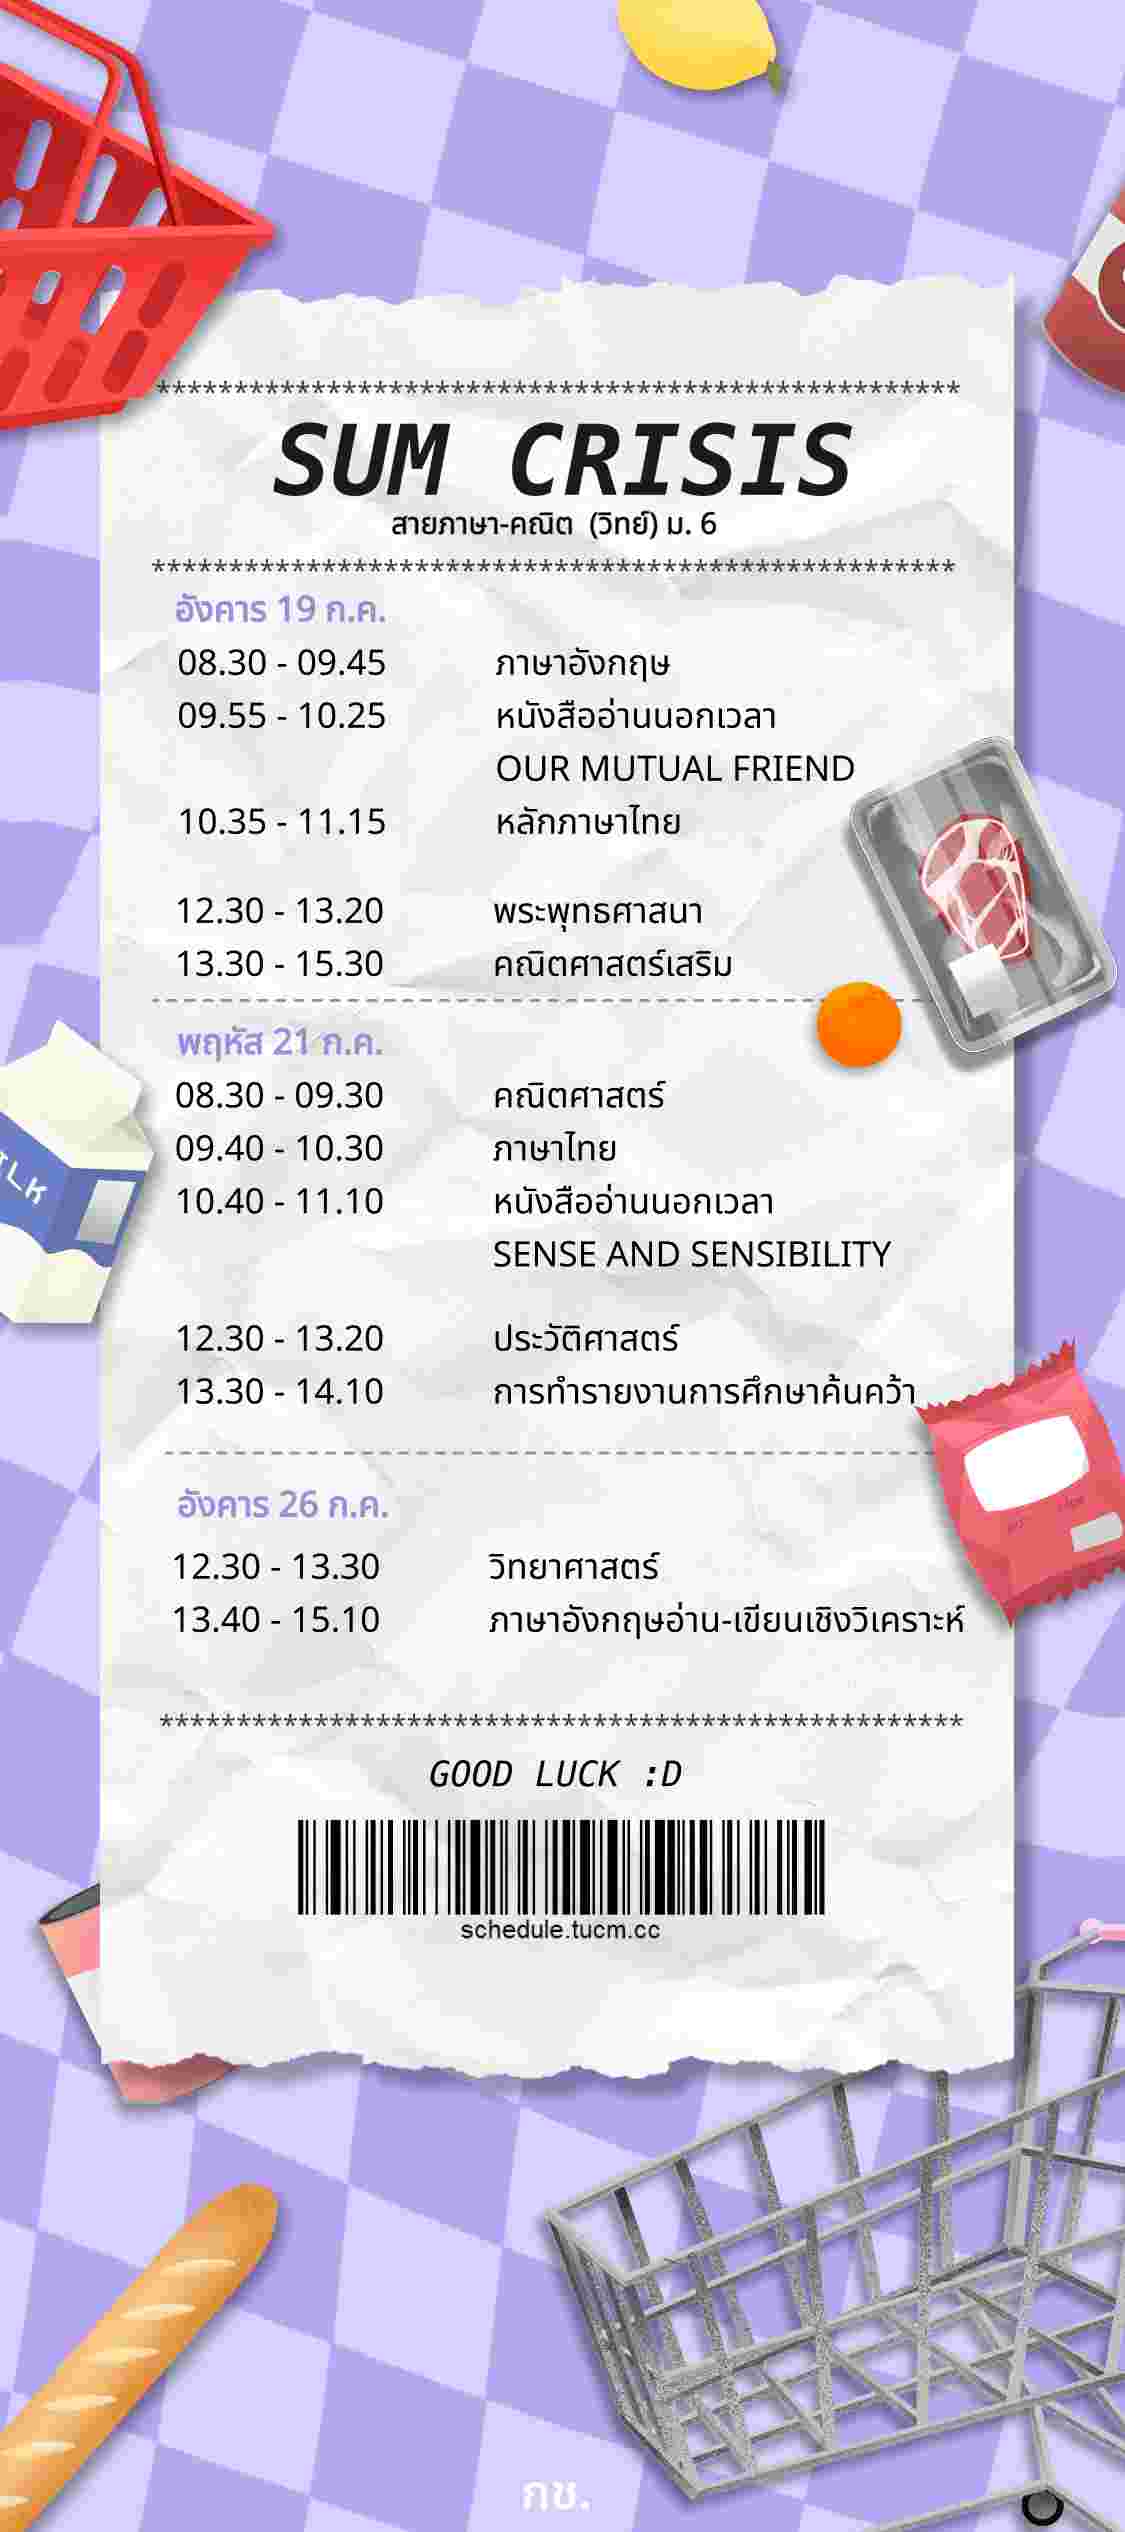 ****************************************************
SUM CRISIS
สายภาษา-คณิต (วิทย์) ม. 6
****************************************************
อังคาร 19 ก.ค.
08.30 - 09.45 ภาษาอังกฤษ
09.55 - 10.25 หนังสืออ่านนอกเวลา
OUR MUTUAL FRIEND
10.35 - 11.15 หลักภาษาไทย
12.30 - 13.20 พระพุทธศาสนา
13.30 - 15.30 คณิตศาสตร์เสริม
พฤหัส 21 ก.ค.
08.30 - 09.30 คณิตศาสตร์
09.40 - 10.30 ภาษาไทย
10.40 - 11.10 หนังสืออ่านนอกเวลา
SENSE AND SENSIBILITY
12.30 - 13.20 ประวัติศาสตร์
13.30 - 14.10 การทำรายงานการศึกษาค้นคว้า
อังคาร 26 ก.ค.
12.30 - 13.30 วิทยาศาสตร์
13.40 - 15.10 ภาษาอังกฤษอ่าน-เขียนเชิงวิเคราะห์
****************************************************
GOOD LUCK :D
schedule.tucm.cc
กช.